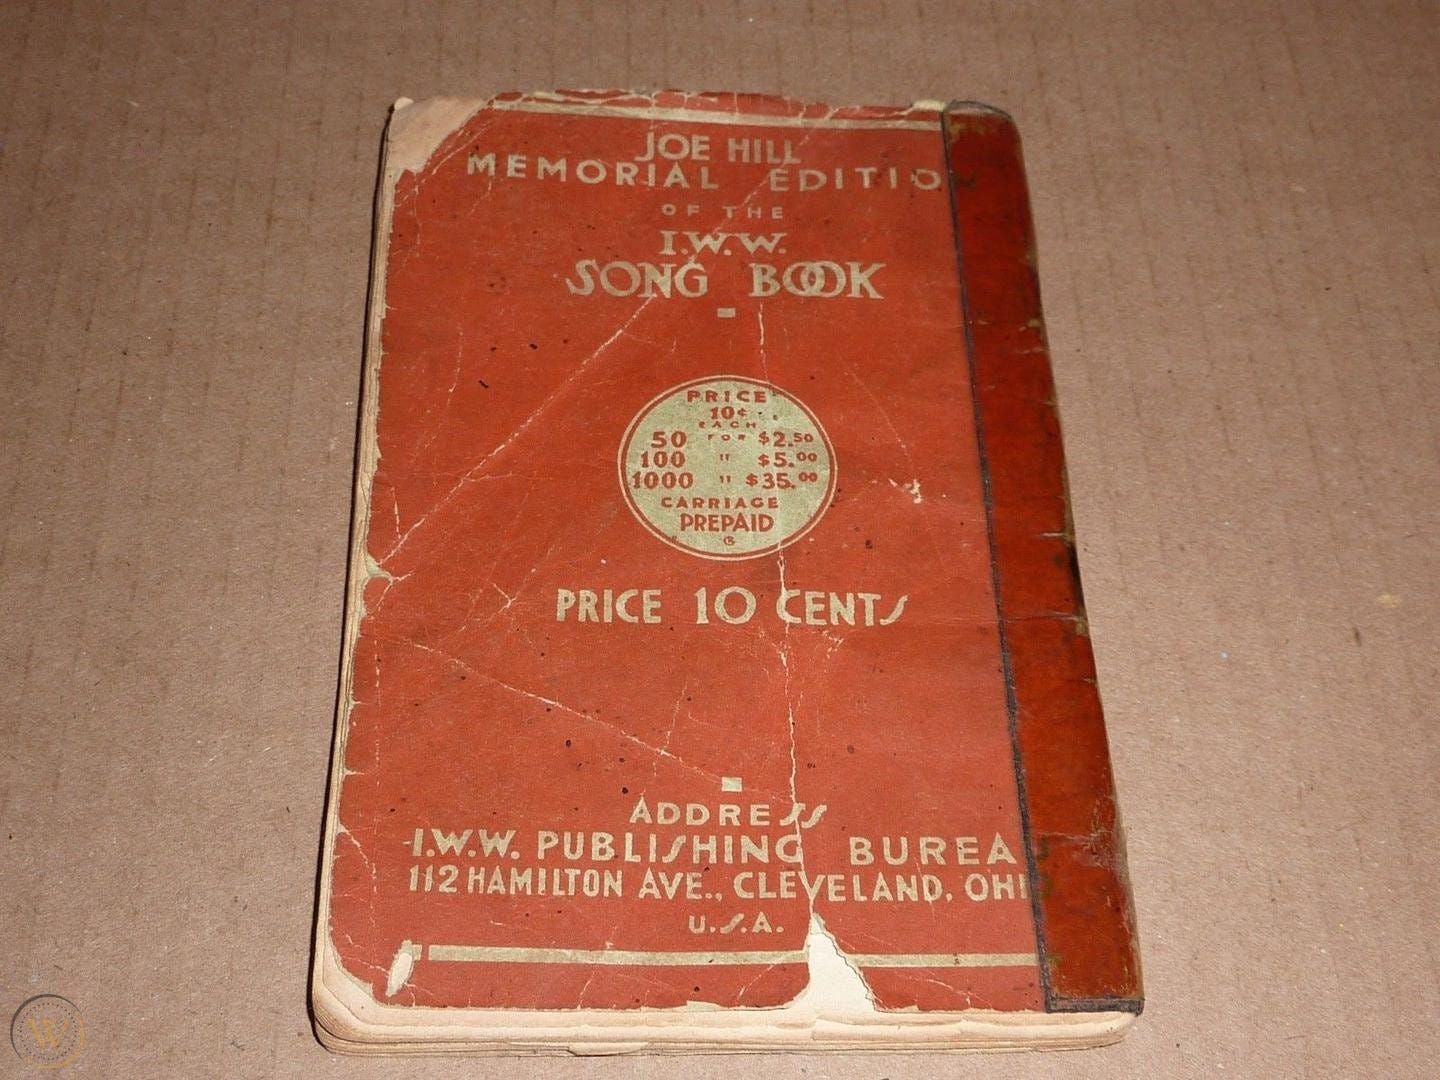 JOE HILL
MEMORIAL EDITIO
OF THE
I.W.W.
SONG BOOK
PRICE
10¢
EACH
50 FOR $2.50
100 " $5.00
1000 " $35.00
CARRIAGE
PREPAID
PRICE 10 CENTS
ADDRESS
I.W.W. PUBLISHING BUREA
112 HAMILTON AVE., CLEVELAND, OHI
U.S.A.
W